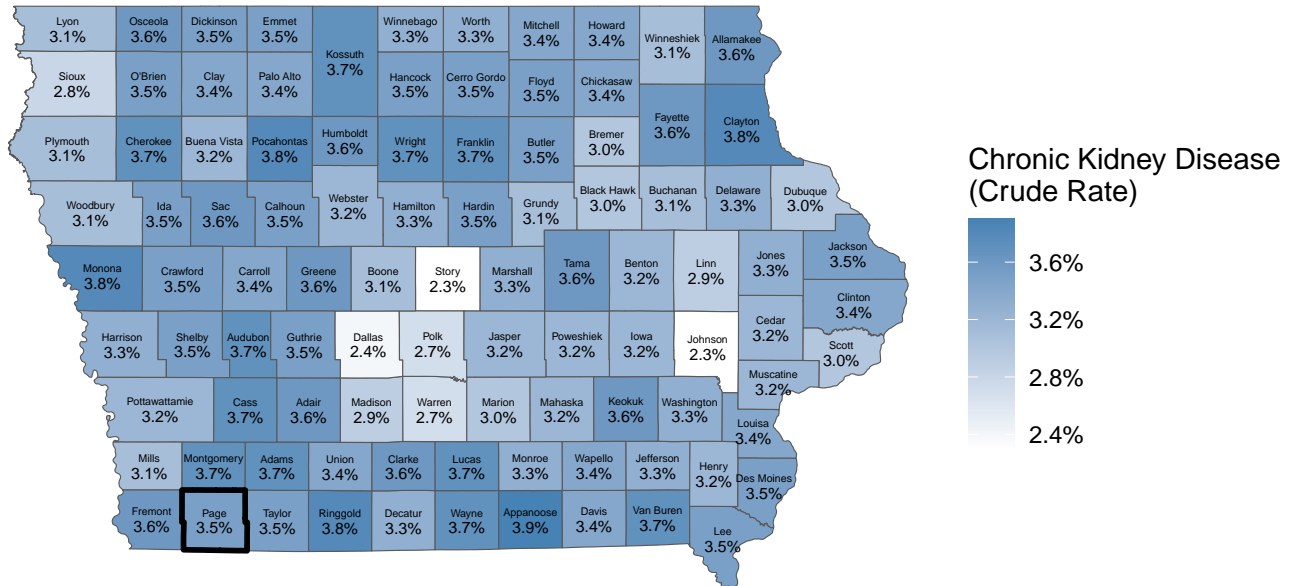 Lyon
3.1%
Osceola
3.6%
Dickinson
3.5%
Emmet
3.5%
Kossuth
3.7%
Winnebago
3.3%
Worth
3.3%
Mitchell
3.4%
Howard
3.4%
Winneshiek
3.1%
Allamakee
3.6%
Sioux
2.8%
O'Brien
3.5%
Clay
3.4%
Palo Alto
3.4%
Hancock
3.5%
Cerro Gordo
3.5%
Floyd
3.5%
Chickasaw
3.4%
Fayette
3.6%
Clayton
3.8%
Plymouth
3.1%
Cherokee
3.7%
Buena Vista
3.2%
Pocahontas
3.8%
Humboldt
3.6%
Wright
3.7%
Franklin
3.7%
Butler
3.5%
Bremer
3.0%
Woodbury
3.1%
Ida
3.5%
Sac
3.6%
Calhoun
3.5%
Webster
3.2%
Hamilton
3.3%
Hardin
3.5%
Grundy
3.1%
Black Hawk
3.0%
Buchanan
3.1%
Delaware
3.3%
Dubuque
3.0%
Monona
3.8%
Crawford
3.5%
Carroll
3.4%
Greene
3.6%
Boone
3.1%
Story
2.3%
Marshall
3.3%
Tama
3.6%
Benton
3.2%
Linn
2.9%
Jones
3.3%
Jackson
3.5%
Clinton
3.4%
Harrison
3.3%
Shelby
3.5%
Audubon
3.7%
Guthrie
3.5%
Dallas
2.4%
Polk
2.7%
Jasper
3.2%
Poweshiek
3.2%
Iowa
3.2%
Johnson
2.3%
Cedar
3.2%
Scott
3.0%
Muscatine
3.2%
Pottawattamie
3.2%
Cass
3.7%
Adair
3.6%
Madison
2.9%
Warren
2.7%
Marion
3.0%
Mahaska
3.2%
Keokuk
3.6%
Washington
3.3%
Louisa
3.4%
Mills
3.1%
Montgomery
3.7%
Adams
3.7%
Union
3.4%
Clarke
3.6%
Lucas
3.7%
Monroe
3.3%
Wapello
3.4%
Jefferson
3.3%
Henry
3.2%
Des Moines
3.5%
Fremont
3.6%
Page
3.5%
Taylor
3.5%
Ringgold
3.8%
Decatur
3.3%
Wayne
3.7%
Appanoose
3.9%
Davis
3.4%
Van Buren
3.7%
Lee
3.5%
Chronic Kidney Disease
(Crude Rate)
3.6%
3.2%
2.8%
2.4%